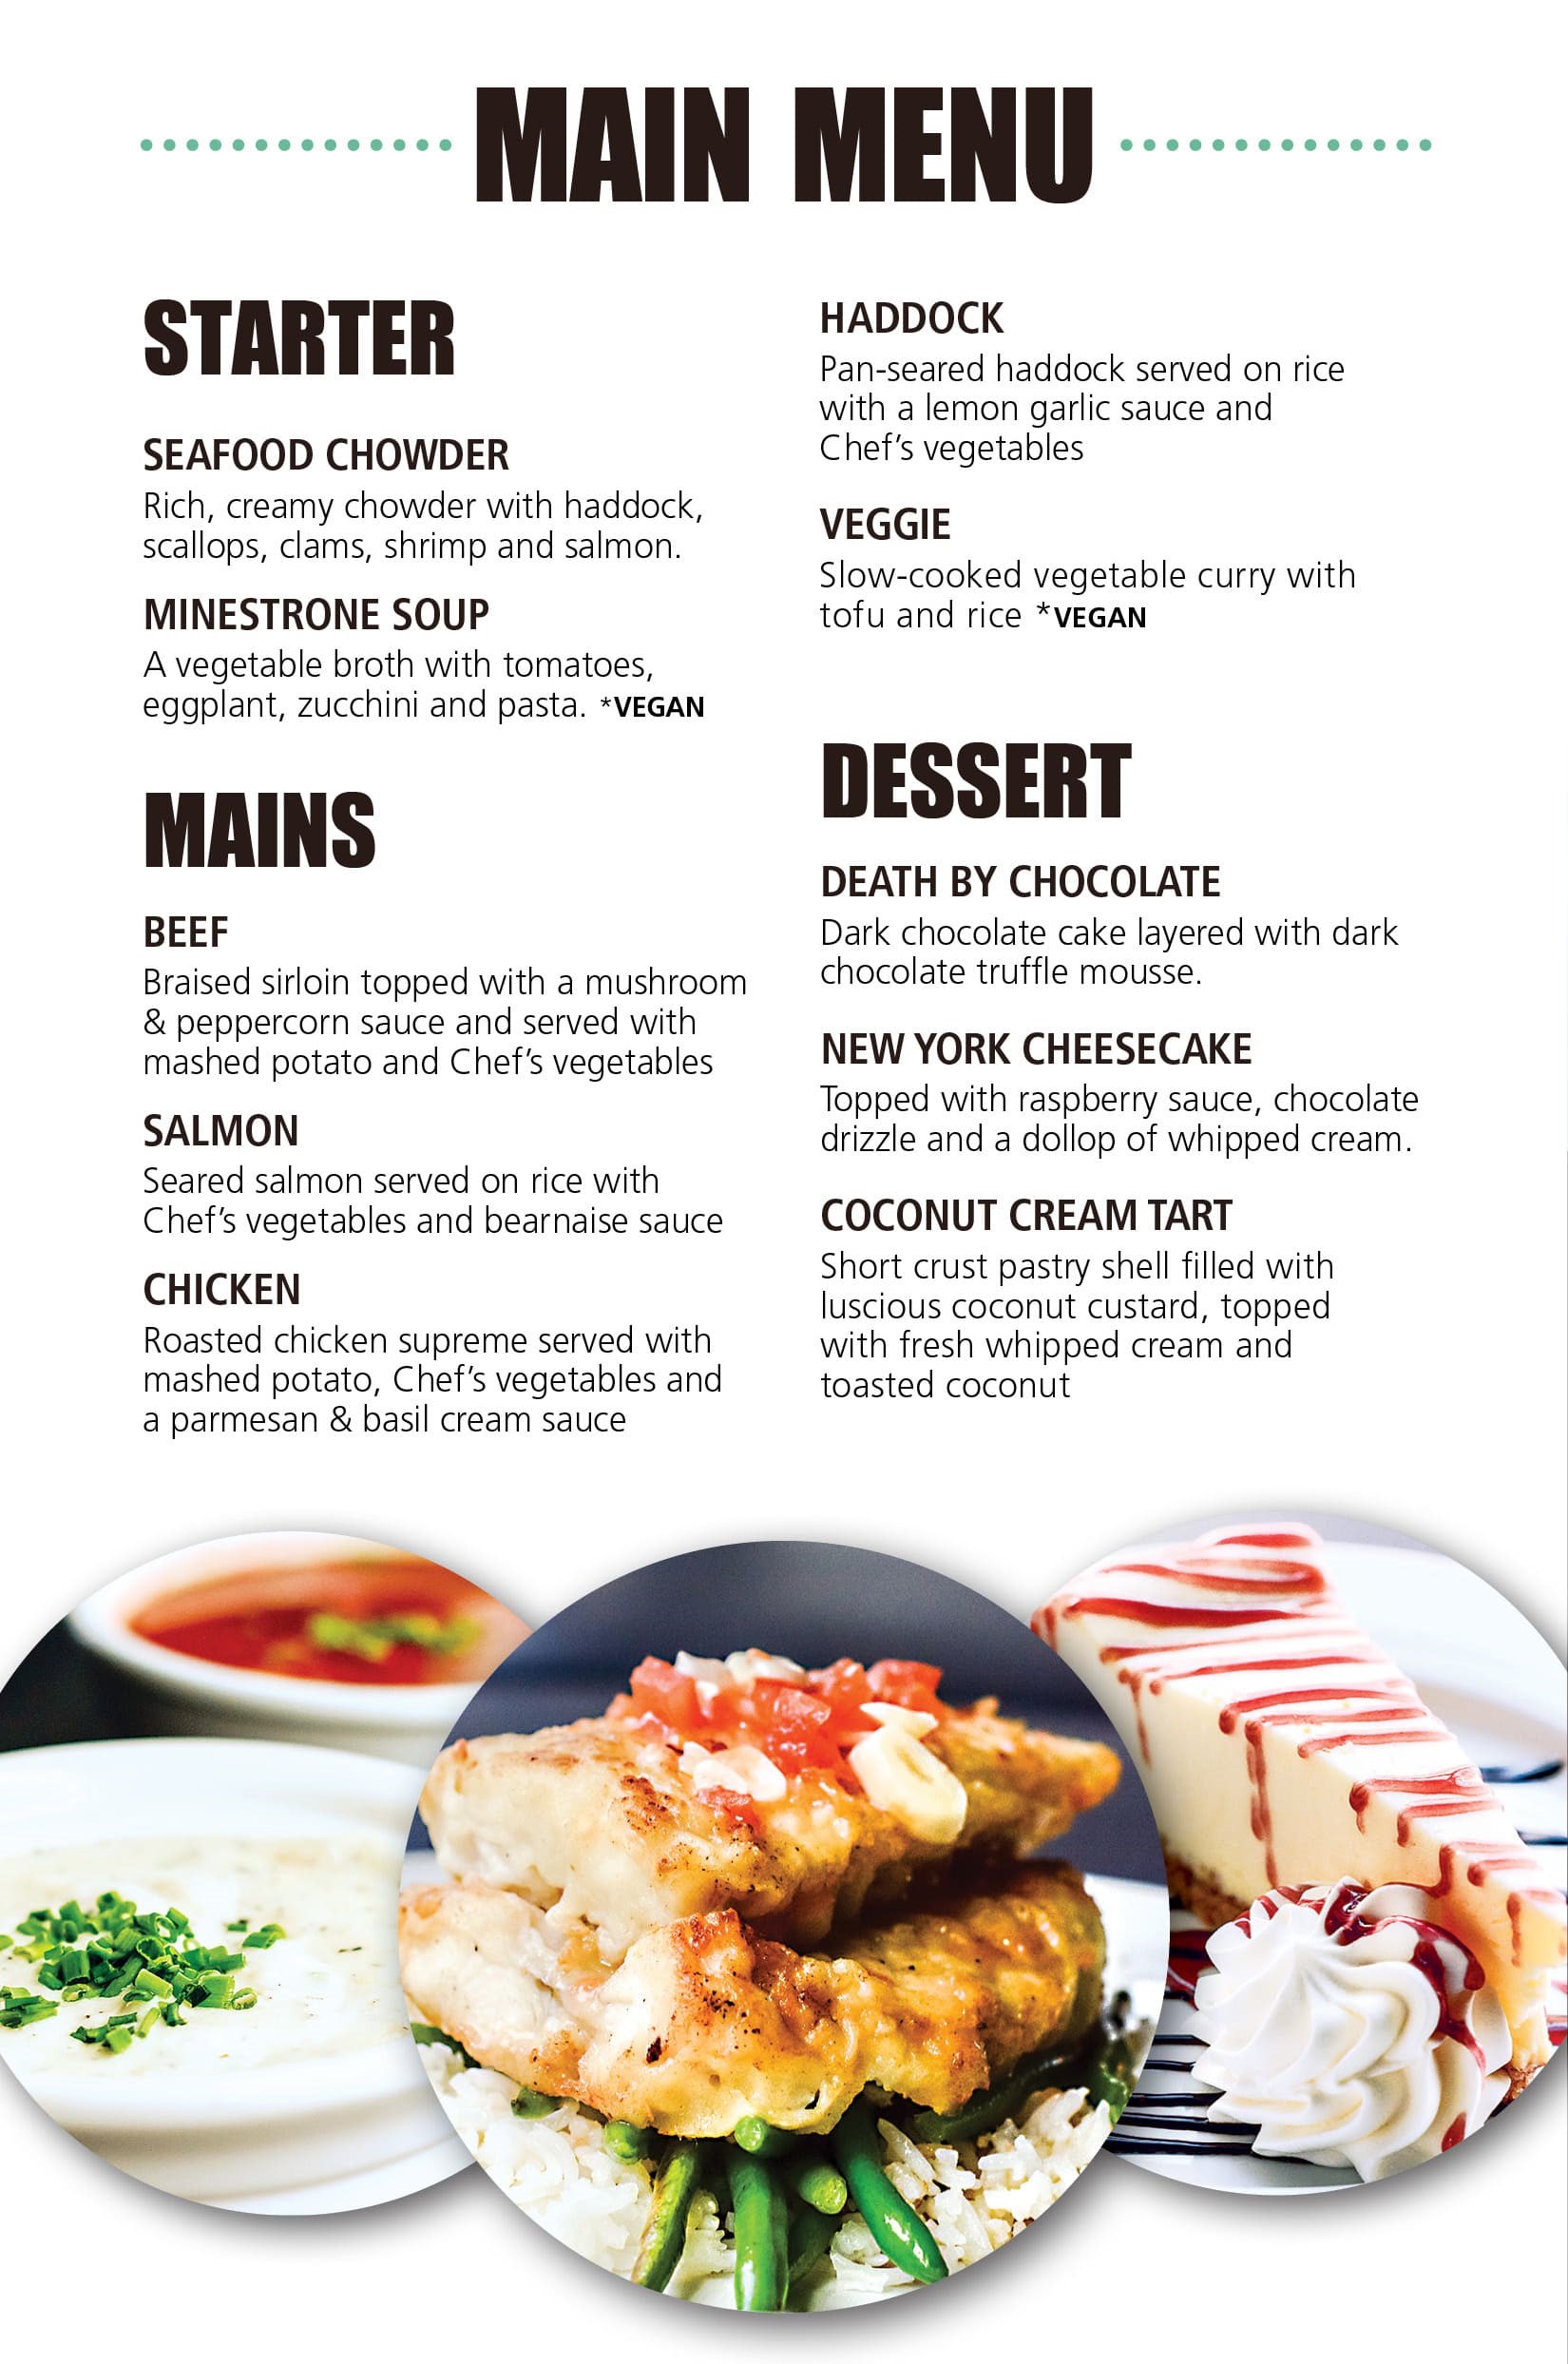 MAIN MENU
STARTER
SEAFOOD CHOWDER
Rich, creamy chowder with haddock,
scallops, clams, shrimp and salmon.
MINESTRONE SOUP
A vegetable broth with tomatoes,
eggplant, zucchini and pasta. *VEGAN
MAINS
BEEF
Braised sirloin topped with a mushroom
& peppercorn sauce and served with
mashed potato and Chef's vegetables
SALMON
Seared salmon served on rice with
Chef's vegetables and bearnaise sauce
CHICKEN
Roasted chicken supreme served with
mashed potato, Chef's vegetables and
a parmesan & basil cream sauce
HADDOCK
Pan-seared haddock served on rice
with a lemon garlic sauce and
Chef's vegetables
VEGGIE
Slow-cooked vegetable curry with
tofu and rice *VEGAN
DESSERT
DEATH BY CHOCOLATE
Dark chocolate cake layered with dark
chocolate truffle mousse.
NEW YORK CHEESECAKE
Topped with raspberry sauce, chocolate
drizzle and a dollop of whipped cream.
COCONUT CREAM TART
Short crust pastry shell filled with
luscious coconut custard, topped
with fresh whipped cream and
toasted coconut